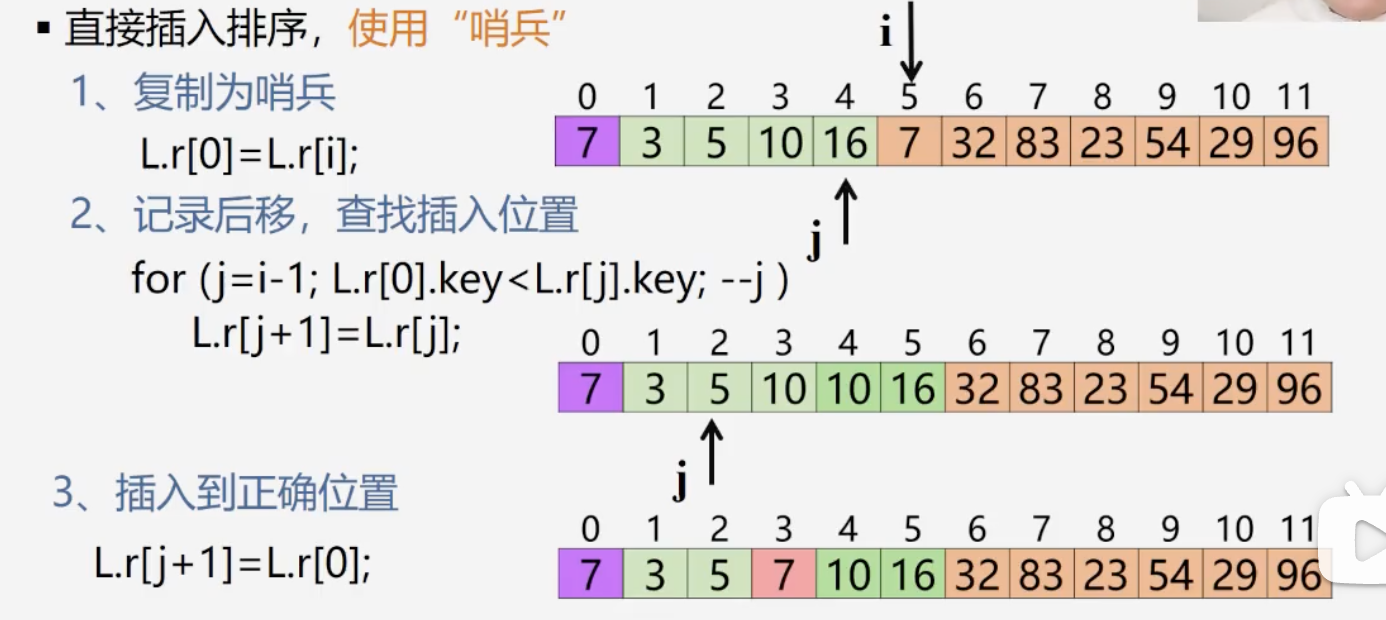 ▪ 直接插入排序，使用“哨兵”
i
1、复制为哨兵
0 1 2 3 4 5 6 7 8 9 10 11
L.r[0]=L.r[i];
7 3 5 10 16 7 32 83 23 54 29 96
2、记录后移，查找插入位置
j
for (j=i-1; L.r[0].key<L.r[j].key; --j )
L.r[j+1]=L.r[j];
0 1 2 3 4 5 6 7 8 9 10 11
7 3 5 10 10 16 32 83 23 54 29 96
j
3、插入到正确位置
0 1 2 3 4 5 6 7 8 9 10 11
L.r[j+1]=L.r[0];
7 3 5 7 10 16 32 83 23 54 29 96